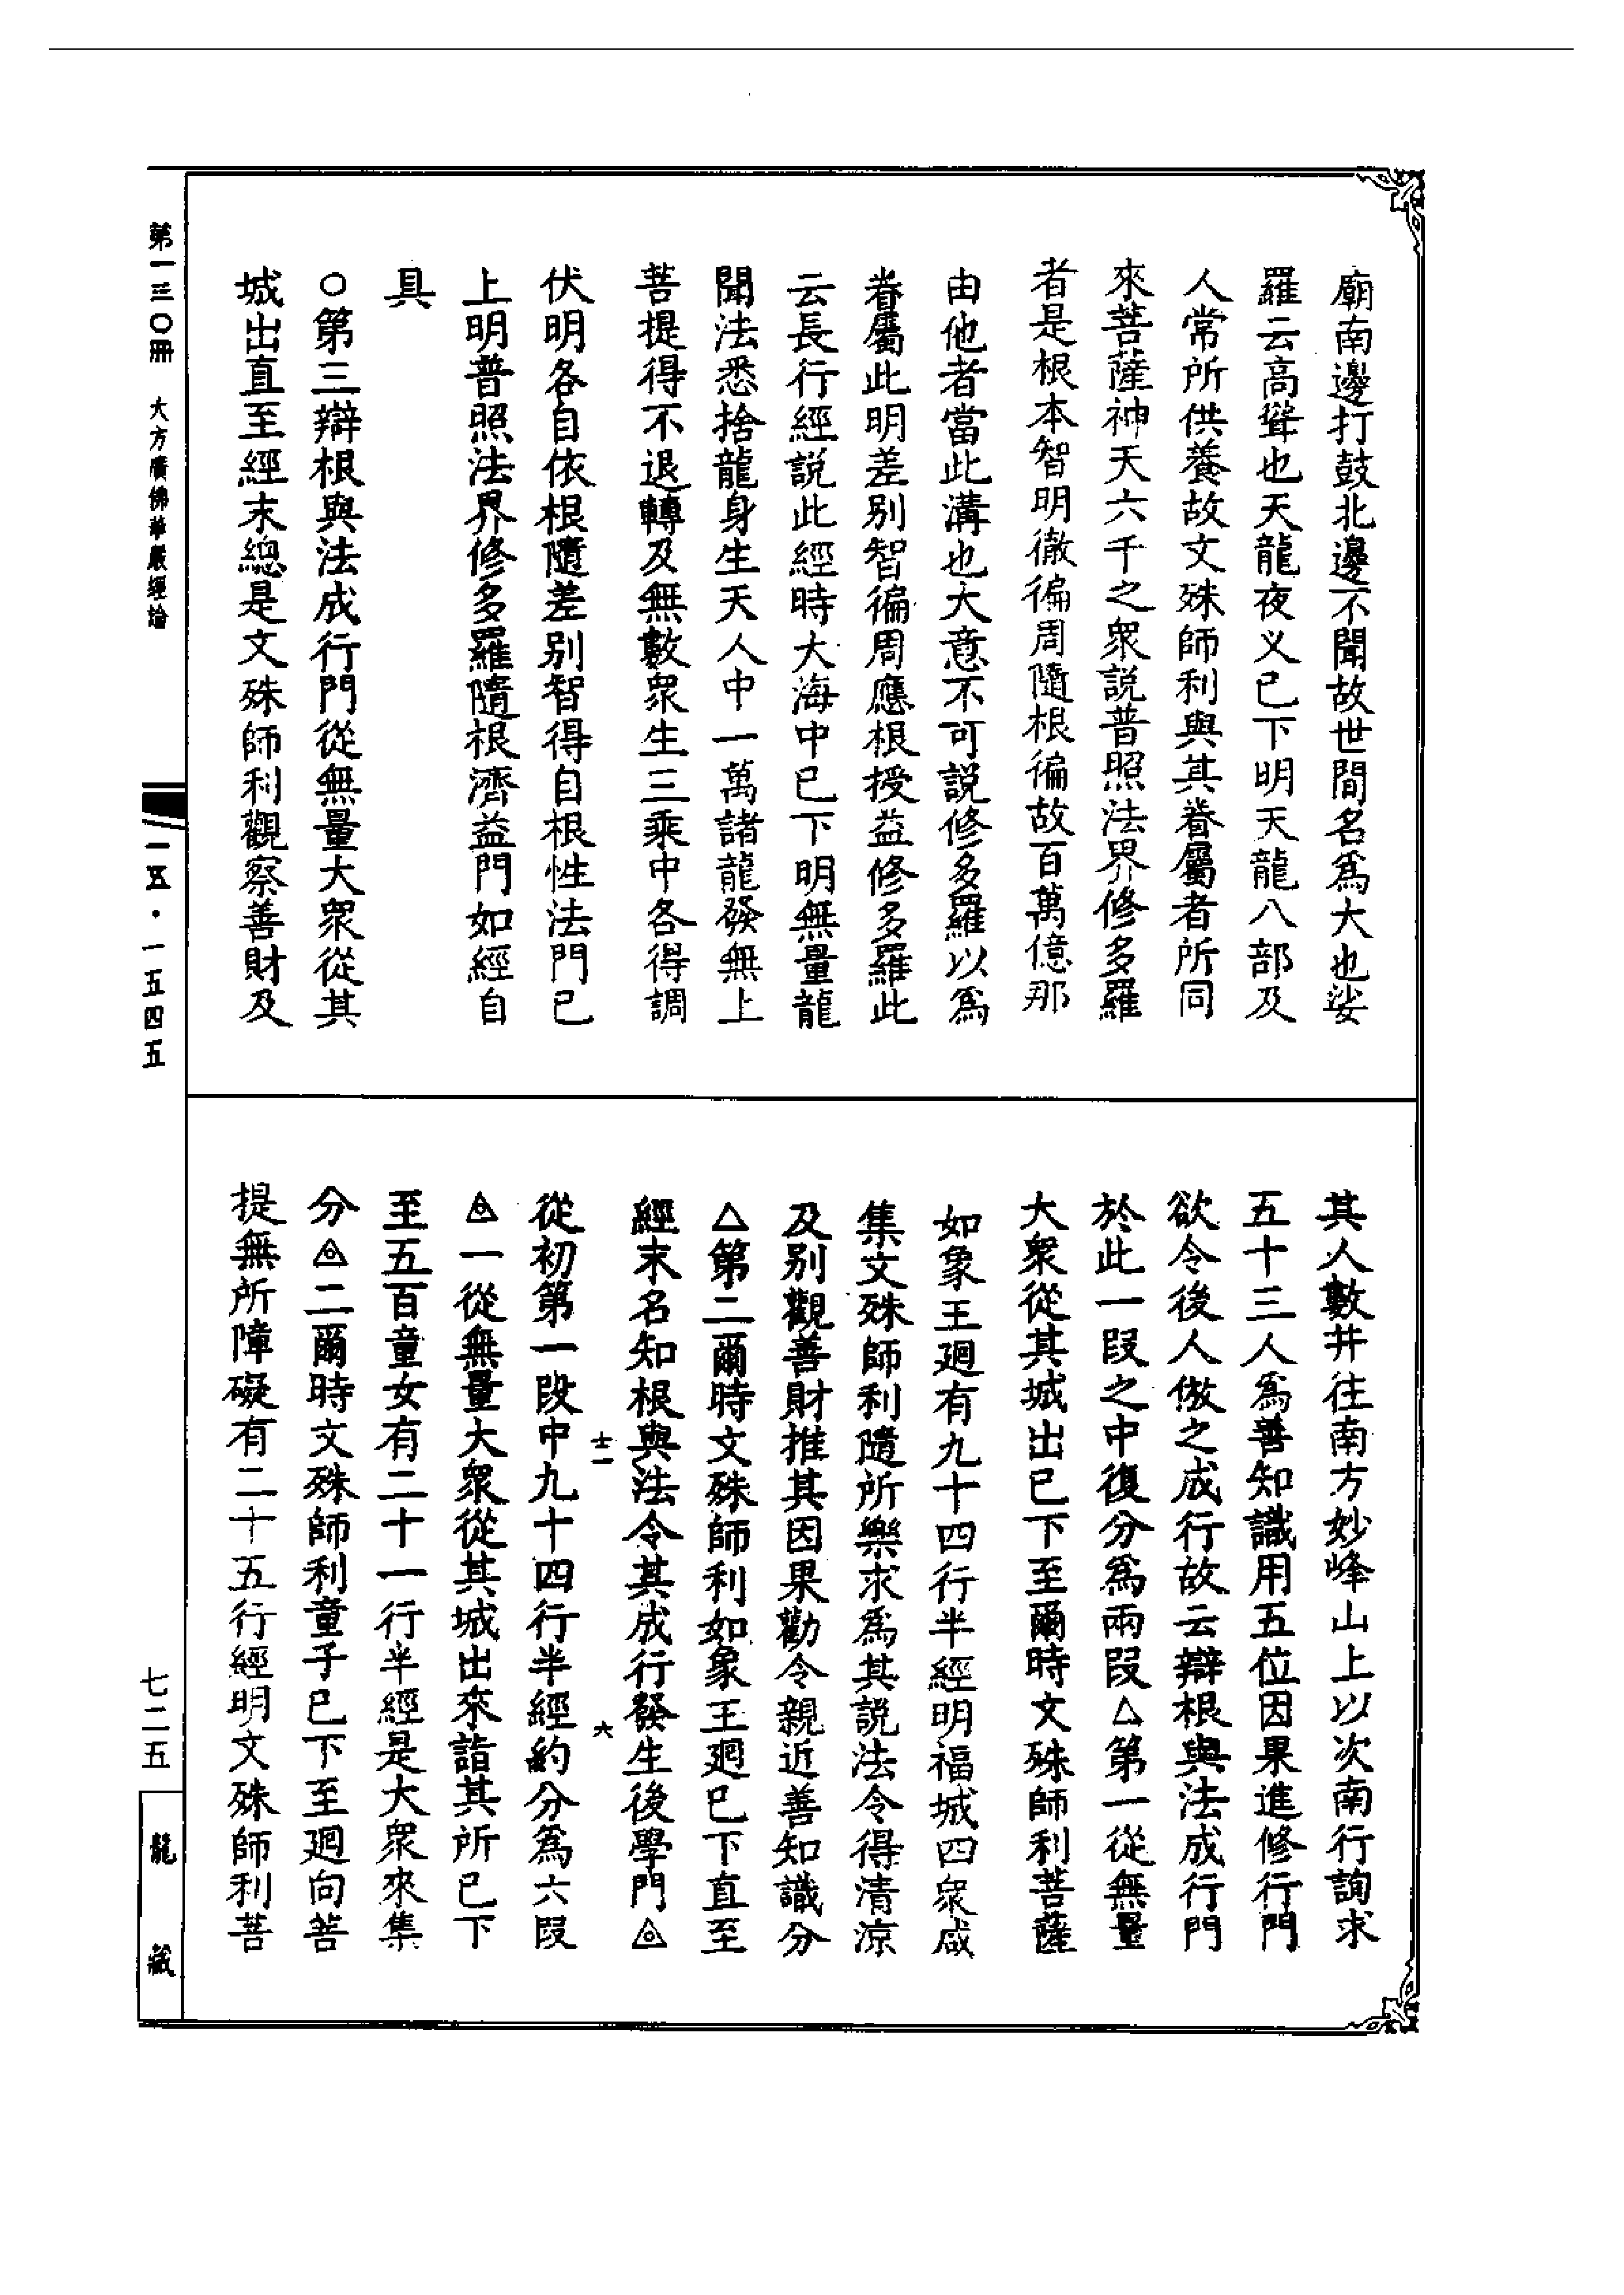 廟南邊打鼓北邊不聞故世間名為大也娑
羅云高聳也天龍夜义已下明天龍八部及
人常所供養故文殊師利與其眷屬者所同
來菩薩神天六千之眾説普照法界修多羅
者是根本智明徹徧周隨根徧故百萬億那
由他者當此溝也大意不可説修多羅以為
眷屬此明差別智徧周應根授益修多羅此
云長行經説此經時大海中已下明無量龍
聞法悉捨龍身生天人中一萬諸龍發無上
菩提得不退轉及無數眾生三乘中各得調
伏明各自依根隨差別智得自根性法門已
上明普照法界修多羅隨根濟益門如經自
具
○第三辯根與法成行門從無量大眾從其
城出直至經末總是文殊師利觀察善財及
其人數并往南方妙峰山上以次南行詢求
五十三人為善知識用五位因果進修行門
欲令後人倣之成行故云辯根與法成行門
於此一段之中復分為兩段△第一從無量
大眾從其城出已下至爾時文殊師利菩薩
如象王迴有九十四行半經明福城四眾咸
集文殊師利隨所樂求為其説法令得清涼
及別觀善財推其因果勸令親近善知識分
△第二爾時文殊師利如象王迴已下直至
經末名知根與法令其成行發生後學門◬
士一 六
從初第一段中九十四行半經約分為六段
◬一從無量大眾從其城出來詣其所已下
至五百童女有二十一行半經是大眾來集
分◬二爾時文殊師利童子已下至迴向菩
提無所障礙有二十五行經明文殊師利菩
第一三〇冊 大方廣佛華嚴經論
一五·一五四五
七二五
龍藏